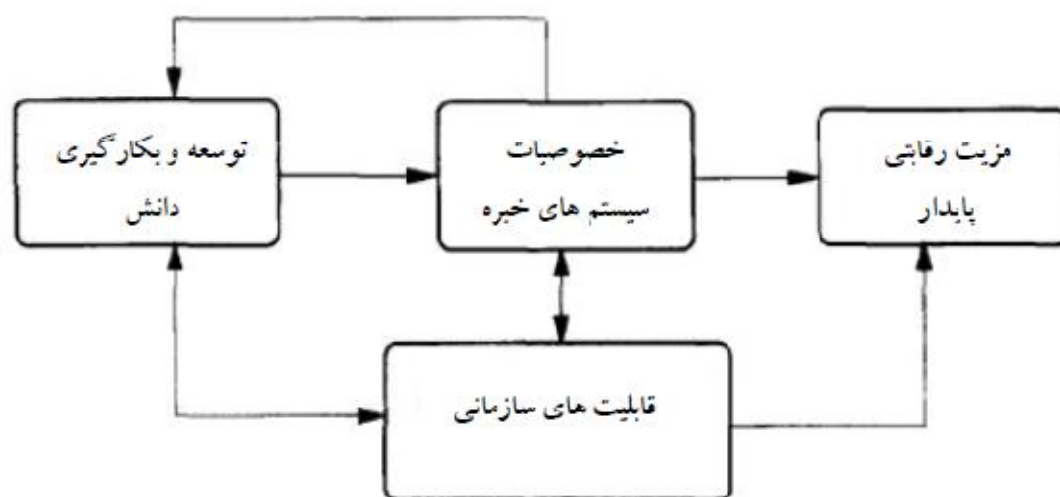 توسعه و بکارگیری
دانش
خصوصیات
سیستم های خبره
مزیت رقابتی
پایدار
قابلیت های سازمانی